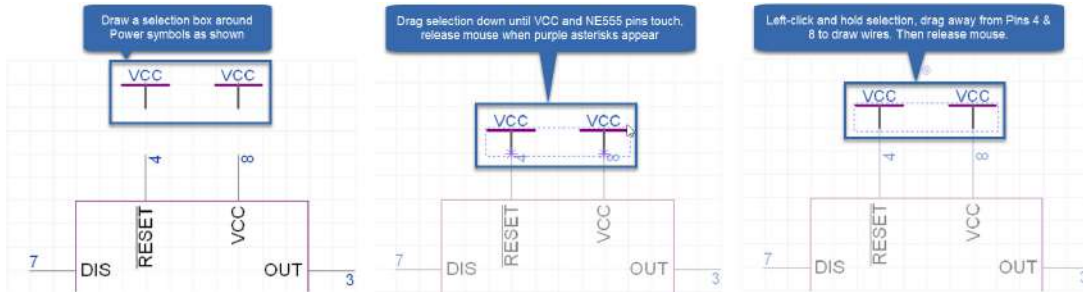 Draw a selection box around
Power symbols as shown
VCC VCC
4 8
RESET VCC
7 DIS OUT 3
Drag selection down until VCC and NE555 pins touch,
release mouse when purple asterisks appear
VCC VCC
4 8
RESET VCC
7 DIS OUT 3
Left-click and hold selection, drag away from Pins 4 &
8 to draw wires. Then release mouse.
VCC VCC
4 8
RESET VCC
7 DIS OUT 3